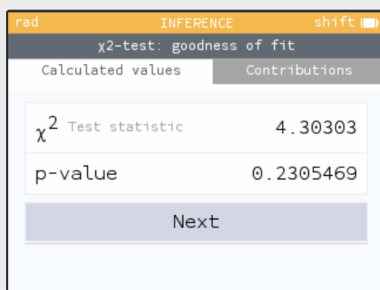 rad INFERENCE shift
χ2-test: goodness of fit
Calculated values Contributions
χ2 Test statistic 4.30303
p-value 0.2305469
Next